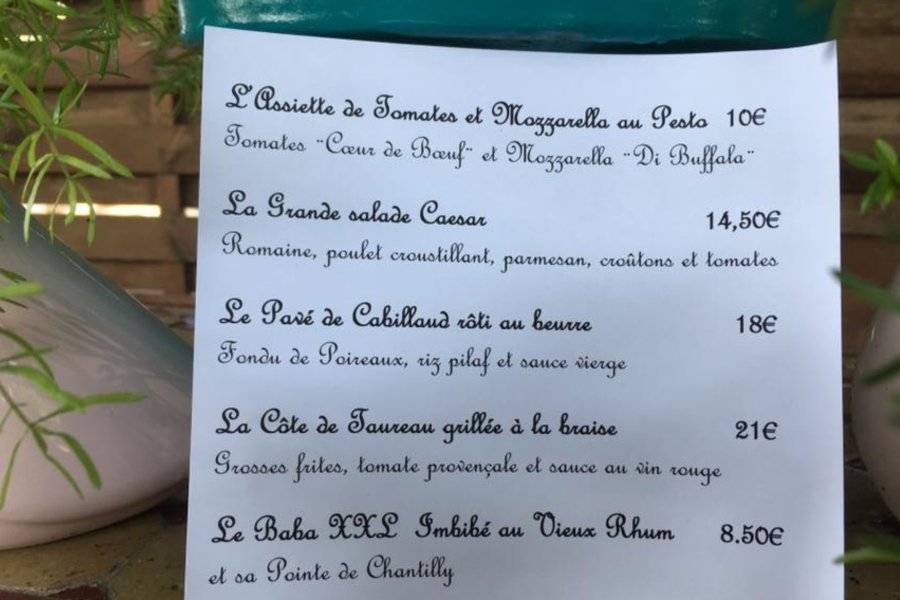 L'Assiette de Tomates et Mozzarella au Pesto 10€
Tomates "Cœur de Bœuf" et Mozzarella "Di Buffala"
La Grande salade Caesar 14,50€
Romaine, poulet croustillant, parmesan, croûtons et tomates
Le Pavé de Cabillaud rôti au beurre 18€
Fondu de Poireaux, riz pilaf et sauce vierge
La Côte de Taureau grillée à la braise 21€
Grosses frites, tomate provençale et sauce au vin rouge
Le Baba XXL Imbibé au Vieux Rhum 8.50€
et sa Pointe de Chantilly